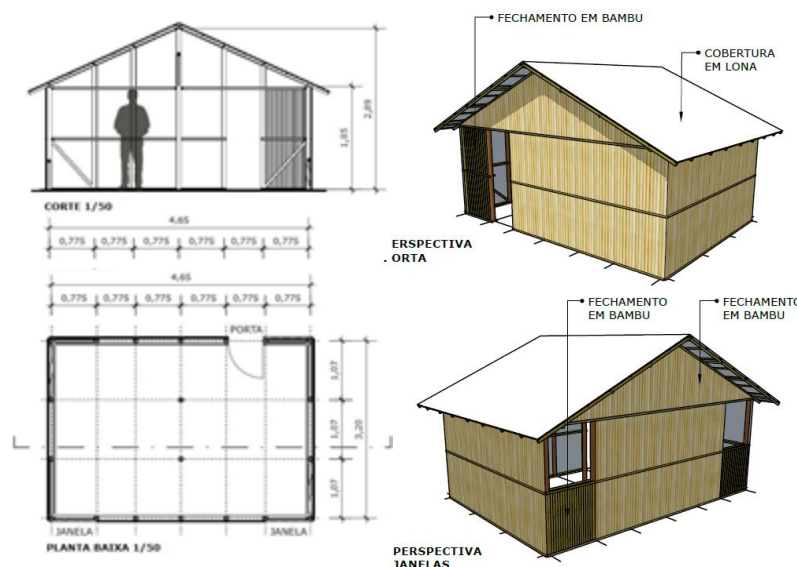 FECHAMENTO EM BAMBU
COBERTURA
EM LONA
2,89
1,85
CORTE 1/50
4,65
0,775 0,775 0,775 0,775 0,775 0,775
ERSPECTIVA
. ORTA
4,65
0,775 0,775 0,775 0,775 0,775 0,775
PORTA
1,07
1,07
3,20
1,07
JANELA
JANELA
PLANTA BAIXA 1/50
FECHAMENTO
EM BAMBU
FECHAMENTO
EM BAMBU
PERSPECTIVA
JANELAS